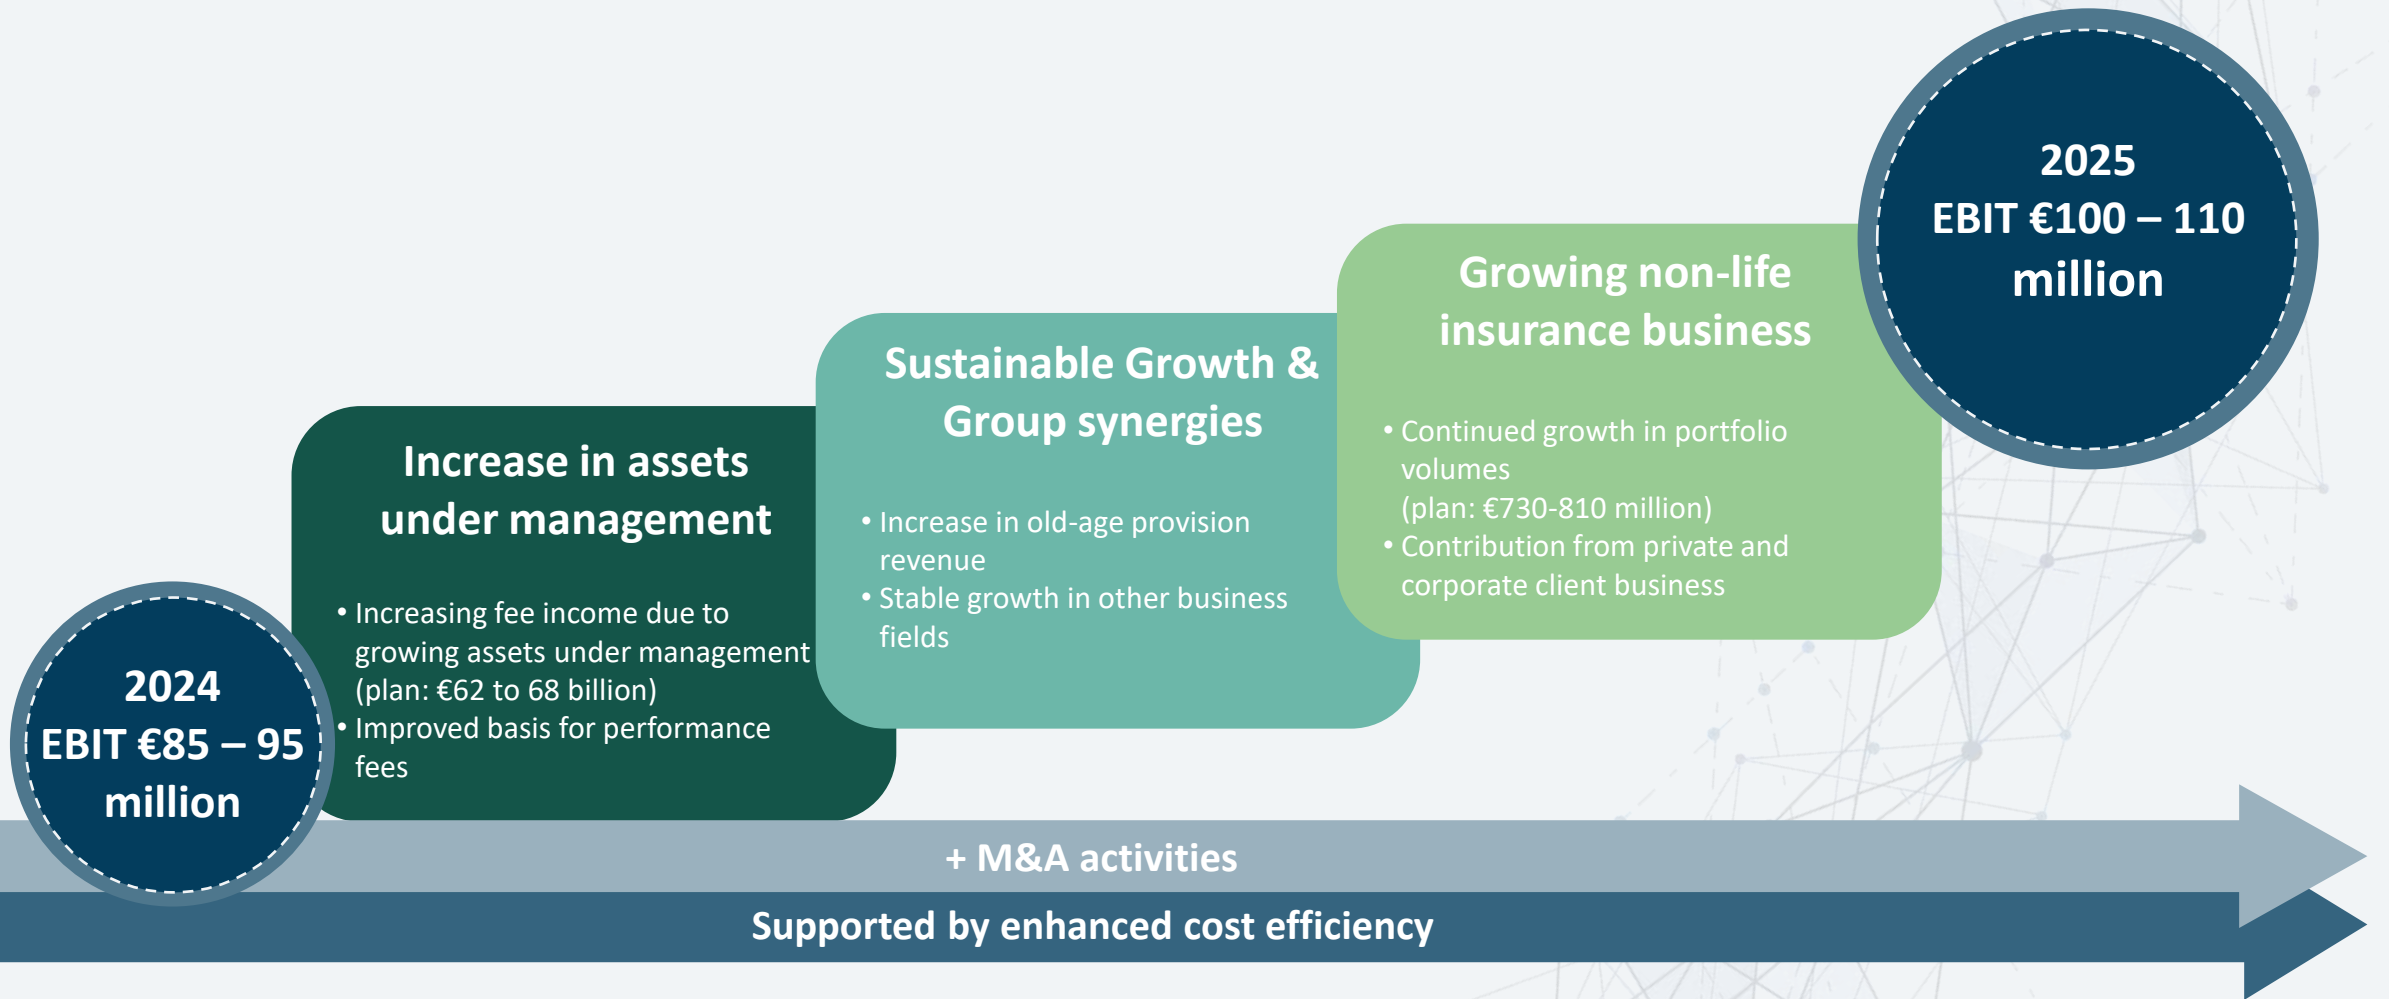 2024
EBIT €85 – 95
million
Increase in assets
under management
• Increasing fee income due to
growing assets under management
(plan: €62 to 68 billion)
• Improved basis for performance
fees
Sustainable Growth &
Group synergies
• Increase in old-age provision
revenue
• Stable growth in other business
fields
Growing non-life
insurance business
• Continued growth in portfolio
volumes
(plan: €730-810 million)
• Contribution from private and
corporate client business
2025
EBIT €100 – 110
million
+ M&A activities
Supported by enhanced cost efficiency